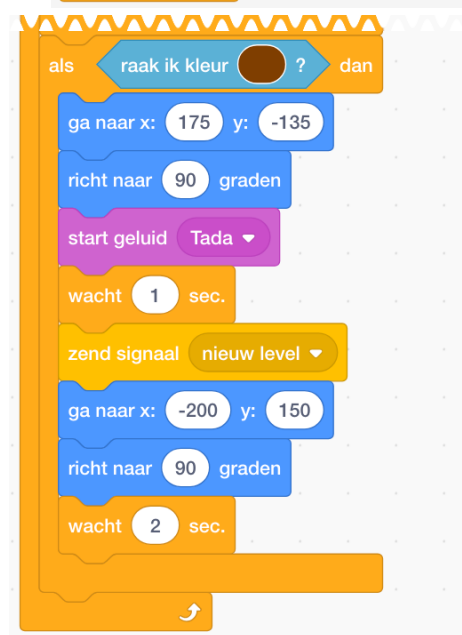 als raak ik kleur ? dan
ga naar x: 175 y: -135
richt naar 90 graden
start geluid Tada
wacht 1 sec.
zend signaal nieuw level
ga naar x: -200 y: 150
richt naar 90 graden
wacht 2 sec.